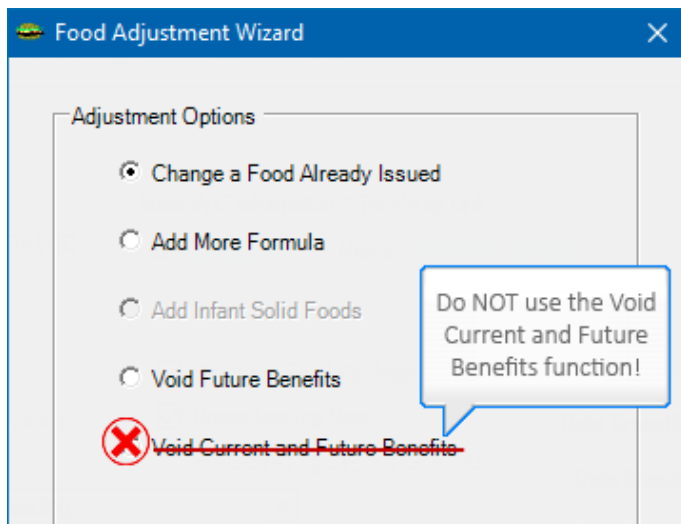 Food Adjustment Wizard
Adjustment Options
Change a Food Already Issued
Add More Formula
Add Infant Solid Foods
Void Future Benefits
Void Current and Future Benefits
Do NOT use the Void
Current and Future
Benefits function!